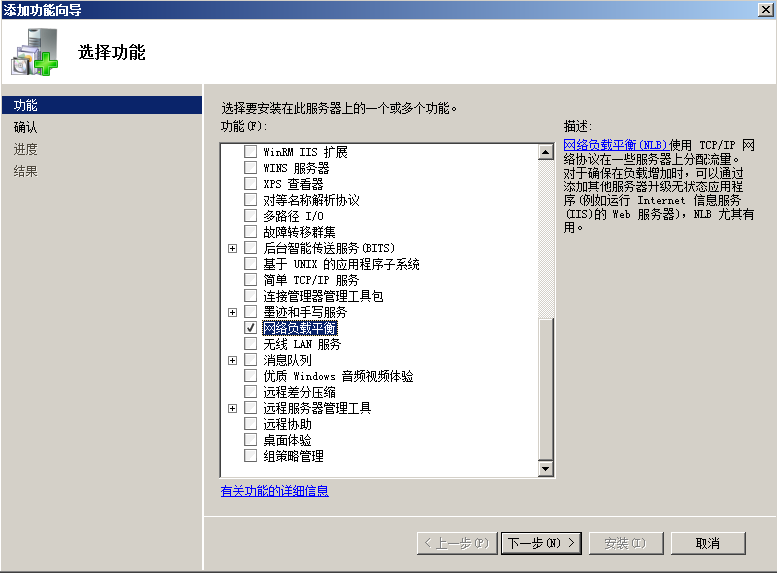 添加功能向导
选择功能
功能
确认
进度
结果
选择要安装在此服务器上的一个或多个功能。
功能(F):
WinRM IIS 扩展
WINS 服务器
XPS 查看器
对等名称解析协议
多路径 I/O
故障转移群集
后台智能传送服务(BITS)
基于 UNIX 的应用程序子系统
简单 TCP/IP 服务
连接管理器管理工具包
墨迹和手写服务
网络负载平衡
无线 LAN 服务
消息队列
优质 Windows 音频视频体验
远程差分压缩
远程服务器管理工具
远程协助
桌面体验
组策略管理
有关功能的详细信息
描述:
网络负载平衡(NLB)使用 TCP/IP 网
络协议在一些服务器上分配流量。
对于确保在负载增加时，可以通过
添加其他服务器升级无状态应用程
序(例如运行 Internet 信息服务
(IIS)的 Web 服务器)，NLB 尤其有
用。
< 上一步(P)
下一步(N) >
安装(I)
取消